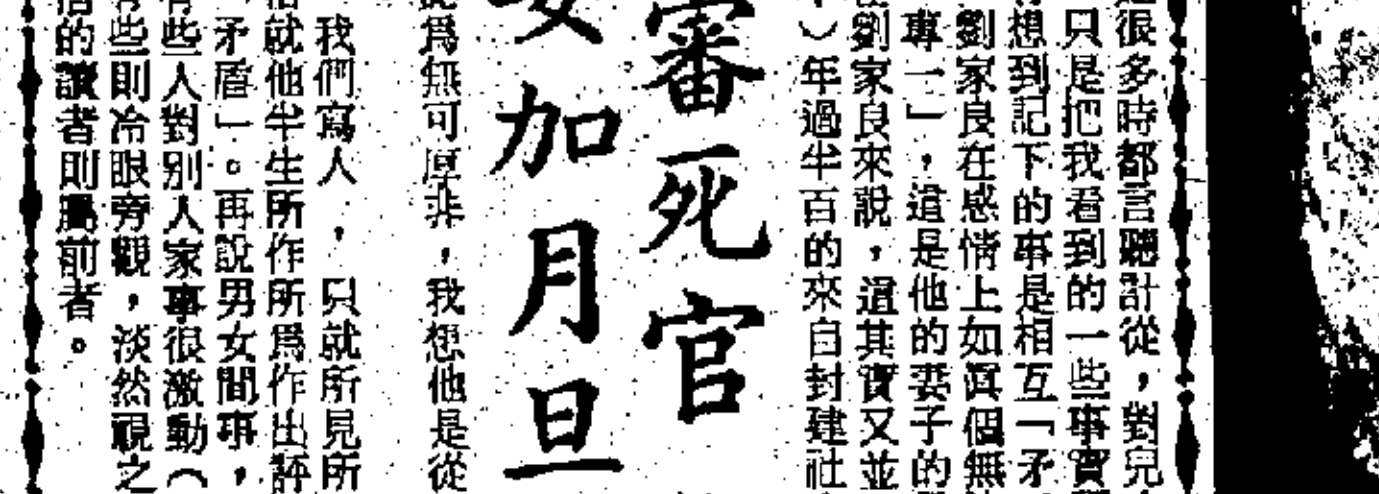 很多時都言聽計從，對兒
只是把我看到的一些事實
想到記下的事是相互「矛
劉家良在感情上如眞個無
專一」，這是他的妻子的
劉家良來說，這其實又並
）年過半百的來自封建社
審死官
加月旦
爲無可厚非，我想他是從
我們寫人，只就所見所
就他半生所作所爲作出評
矛盾」。再說男女間事，
些人對別人家事很激動（
些則冷眼旁觀，淡然視之
的讀者則屬前者。